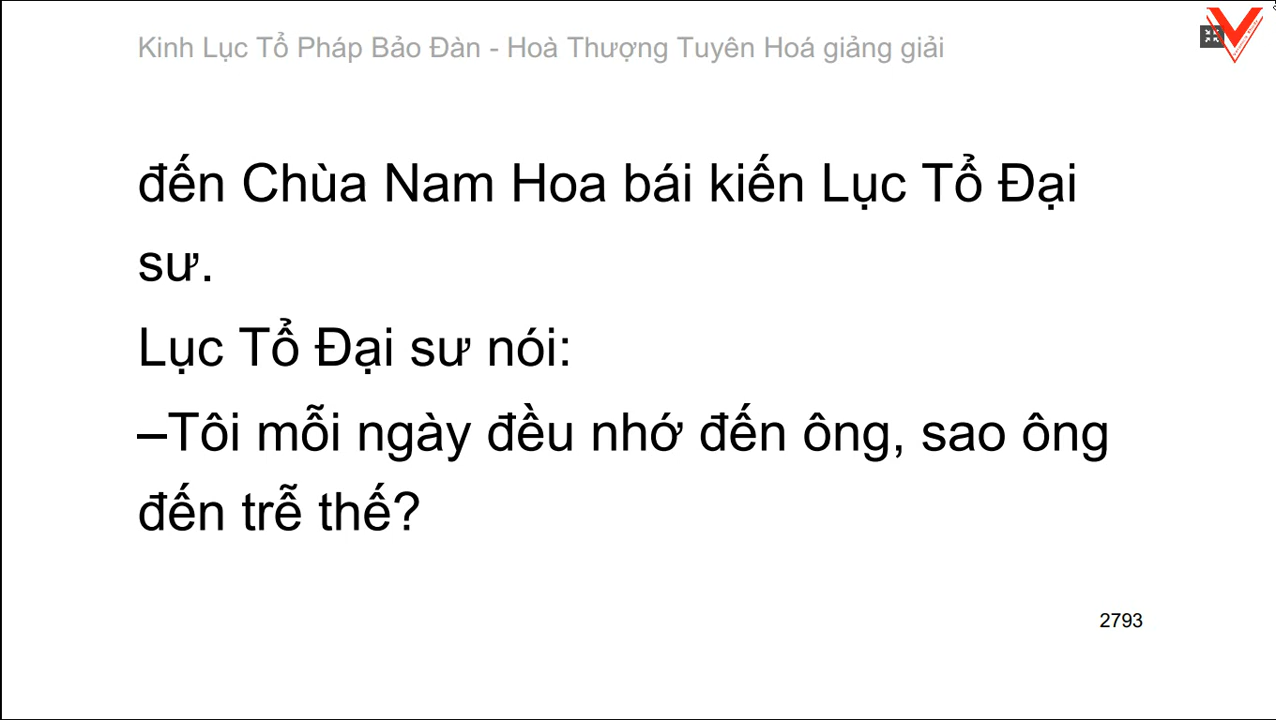 Kinh Lục Tổ Pháp Bảo Đàn - Hoà Thượng Tuyên Hoá giảng giải
đến Chùa Nam Hoa bái kiến Lục Tổ Đại
sư.
Lục Tổ Đại sư nói:
–Tôi mỗi ngày đều nhớ đến ông, sao ông
đến trễ thế?
2793